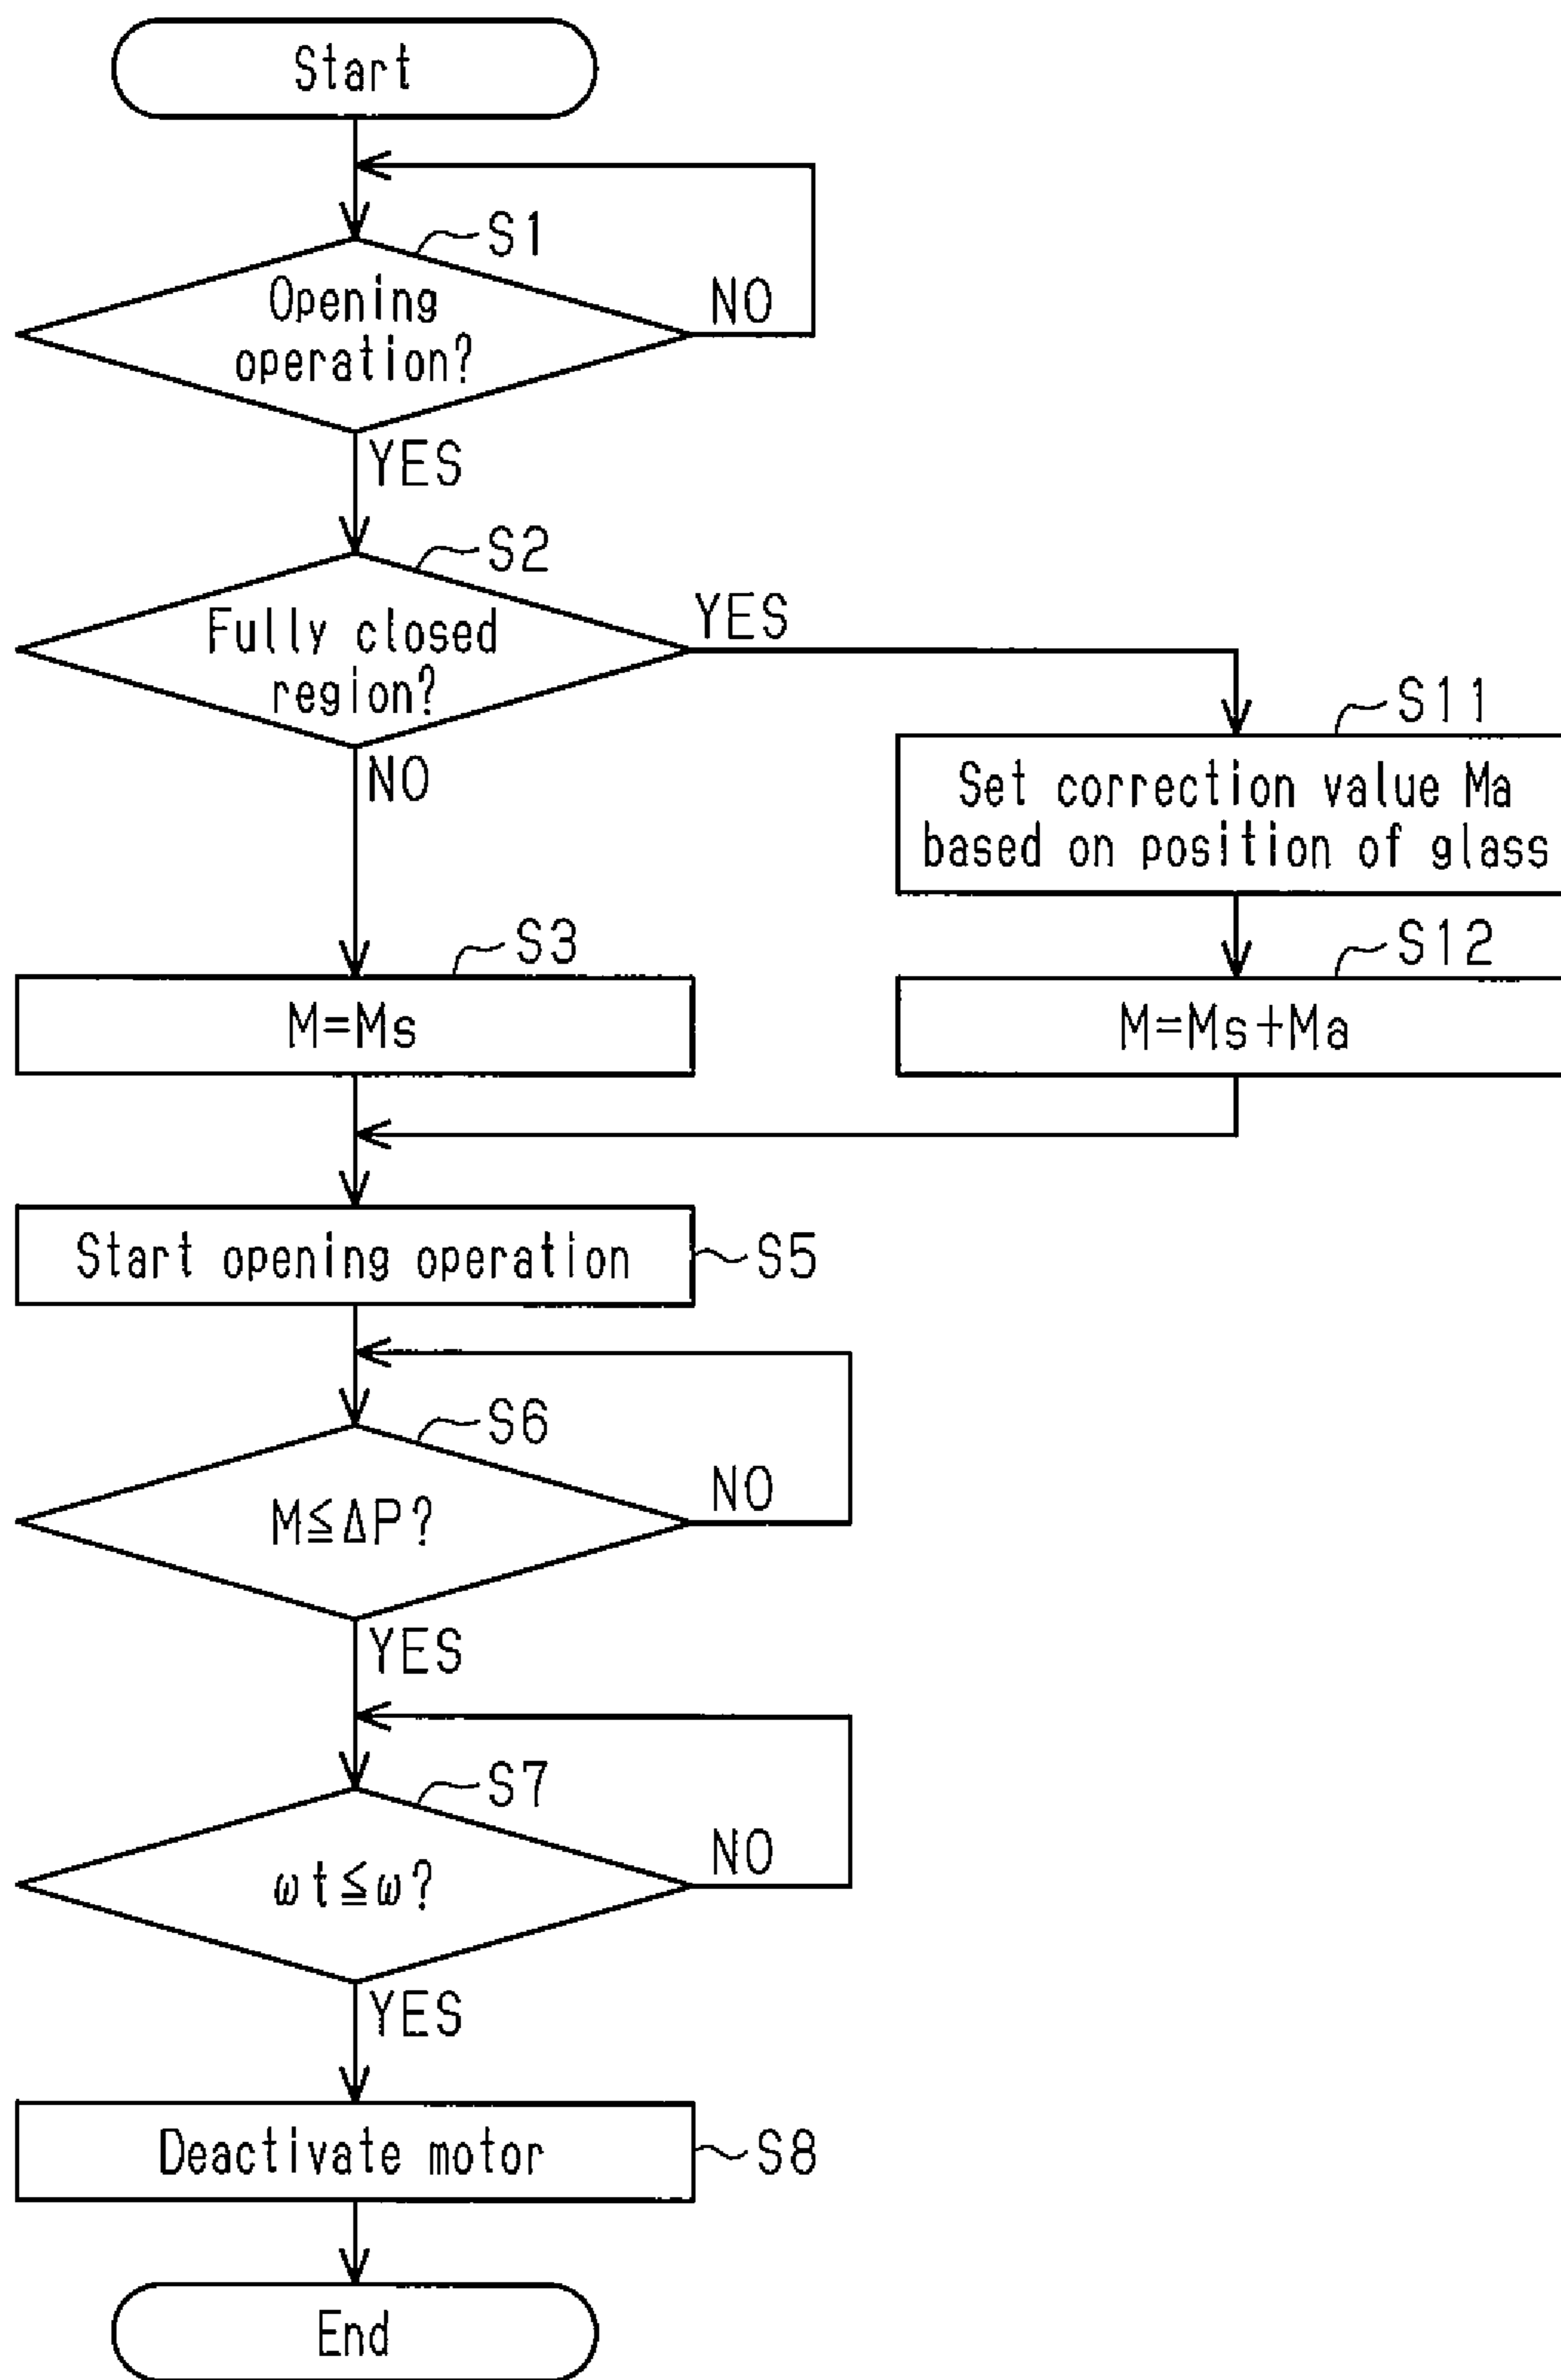 Start
S1
Opening
operation?
NO
YES
S2
Fully closed
region?
YES
NO
S11
Set correction value Ma
based on position of glass
S3
M=Ms
S12
M=Ms+Ma
Start opening operation
S5
S6
M≦ΔP?
NO
YES
S7
ωt≦ω?
NO
YES
Deactivate motor
S8
End